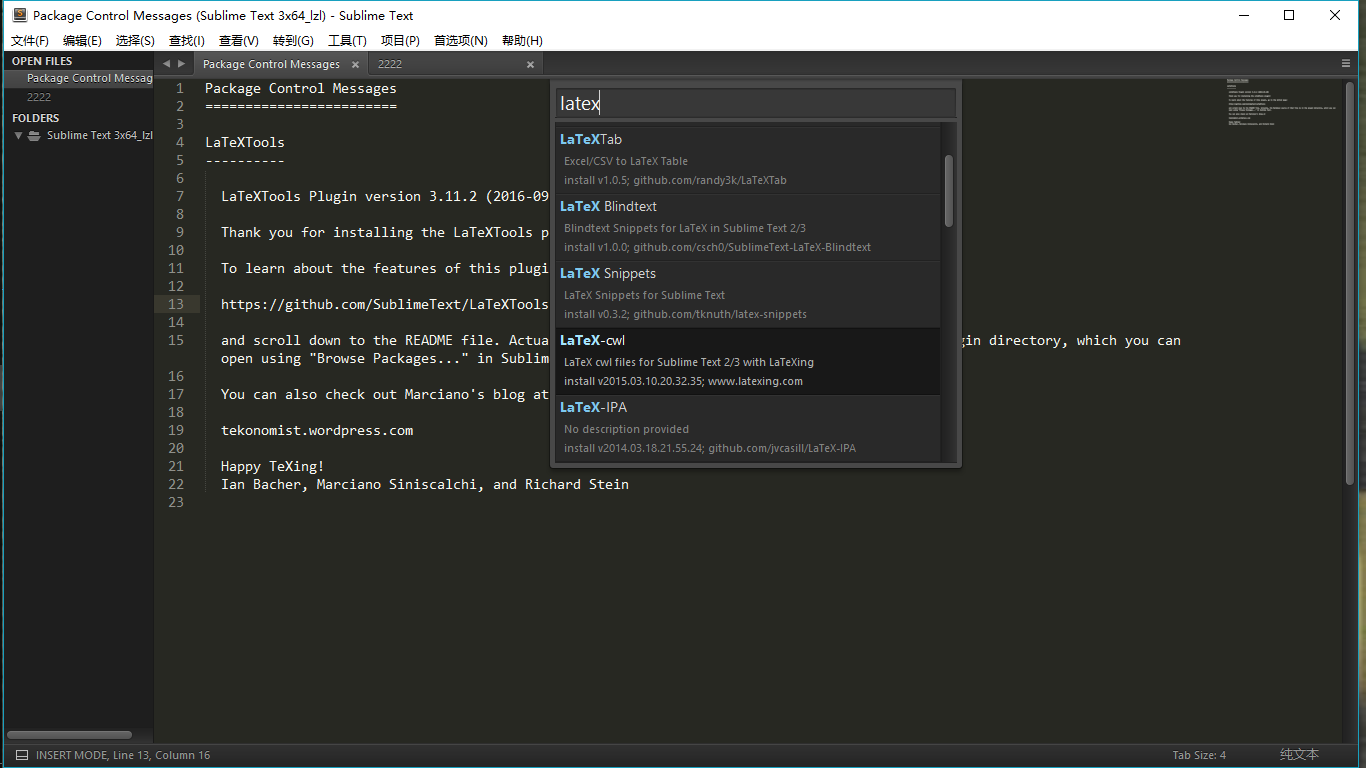 Package Control Messages (Sublime Text 3x64_lzl) - Sublime Text
文件(F) 编辑(E) 选择(S) 查找(I) 查看(V) 转到(G) 工具(T) 项目(P) 首选项(N) 帮助(H)
OPEN FILES
Package Control Messag
2222
FOLDERS
Sublime Text 3x64_lzl
Package Control Messages 2222
1 Package Control Messages
2 ========================
3
4 LaTeXTools
5 ----------
6
7 LaTeXTools Plugin version 3.11.2 (2016-09
8
9 Thank you for installing the LaTeXTools p
10
11 To learn about the features of this plugi
12
13 https://github.com/SublimeText/LaTeXTools
14
15 and scroll down to the README file. Actua gin directory, which you can
open using "Browse Packages..." in Sublim
16
17 You can also check out Marciano's blog at
18
19 tekonomist.wordpress.com
20
21 Happy TeXing!
22 Ian Bacher, Marciano Siniscalchi, and Richard Stein
23
latex
LaTeXTab
Excel/CSV to LaTeX Table
install v1.0.5; github.com/randy3k/LaTeXTab
LaTeX Blindtext
Blindtext Snippets for LaTeX in Sublime Text 2/3
install v1.0.0; github.com/csch0/SublimeText-LaTeX-Blindtext
LaTeX Snippets
LaTeX Snippets for Sublime Text
install v0.3.2; github.com/tknuth/latex-snippets
LaTeX-cwl
LaTeX cwl files for Sublime Text 2/3 with LaTeXing
install v2015.03.10.20.32.35; www.latexing.com
LaTeX-IPA
No description provided
install v2014.03.18.21.55.24; github.com/jvcasill/LaTeX-IPA
INSERT MODE, Line 13, Column 16 Tab Size: 4 纯文本